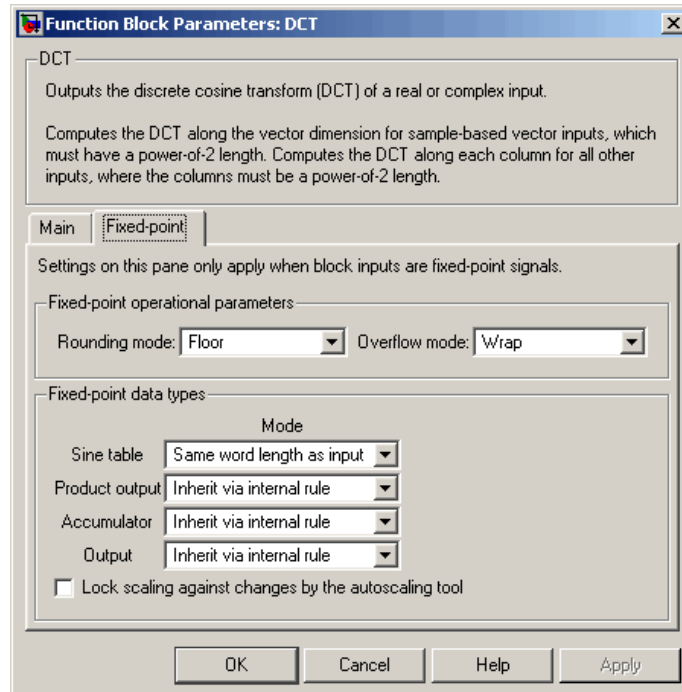 Function Block Parameters: DCT
DCT
Outputs the discrete cosine transform (DCT) of a real or complex input.
Computes the DCT along the vector dimension for sample-based vector inputs, which
must have a power-of-2 length. Computes the DCT along each column for all other
inputs, where the columns must be a power-of-2 length.
Main Fixed-point
Settings on this pane only apply when block inputs are fixed-point signals.
Fixed-point operational parameters
Rounding mode: Floor Overflow mode: Wrap
Fixed-point data types
Mode
Sine table Same word length as input
Product output Inherit via internal rule
Accumulator Inherit via internal rule
Output Inherit via internal rule
Lock scaling against changes by the autoscaling tool
OK Cancel Help Apply